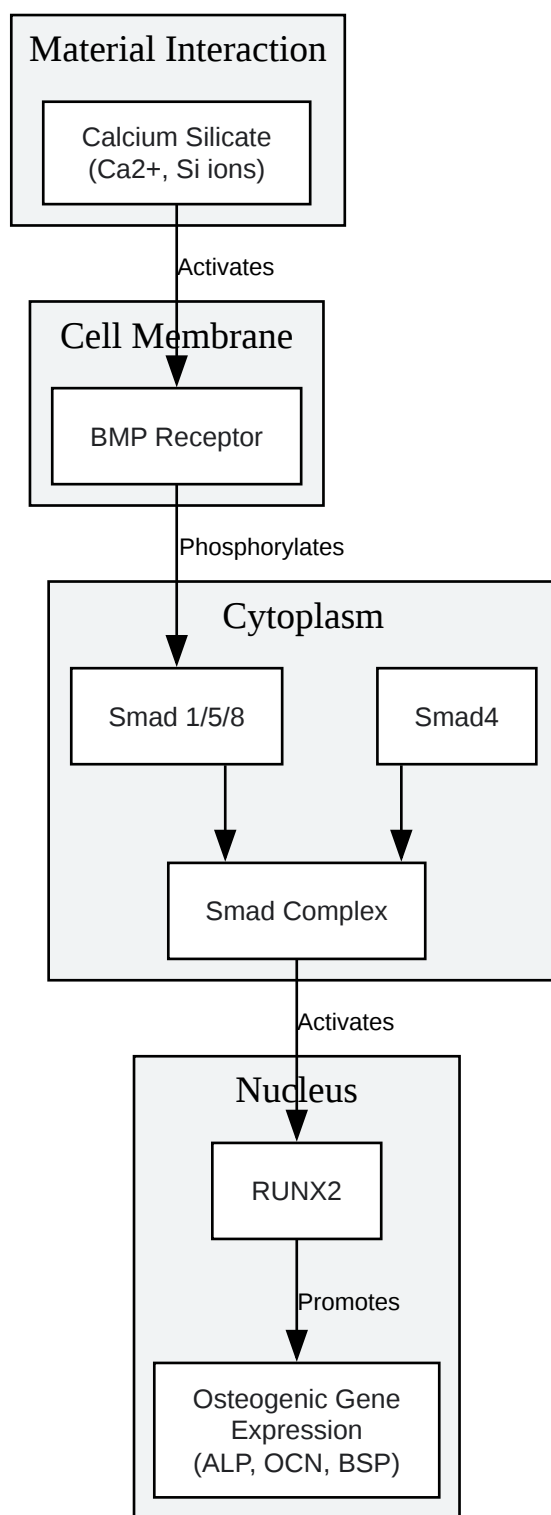 Material Interaction
Calcium Silicate
(Ca2+, Si ions)
Activates
Cell Membrane
BMP Receptor
Phosphorylates
Cytoplasm
Smad 1/5/8
Smad4
Smad Complex
Activates
Nucleus
RUNX2
Promotes
Osteogenic Gene
Expression
(ALP, OCN, BSP)